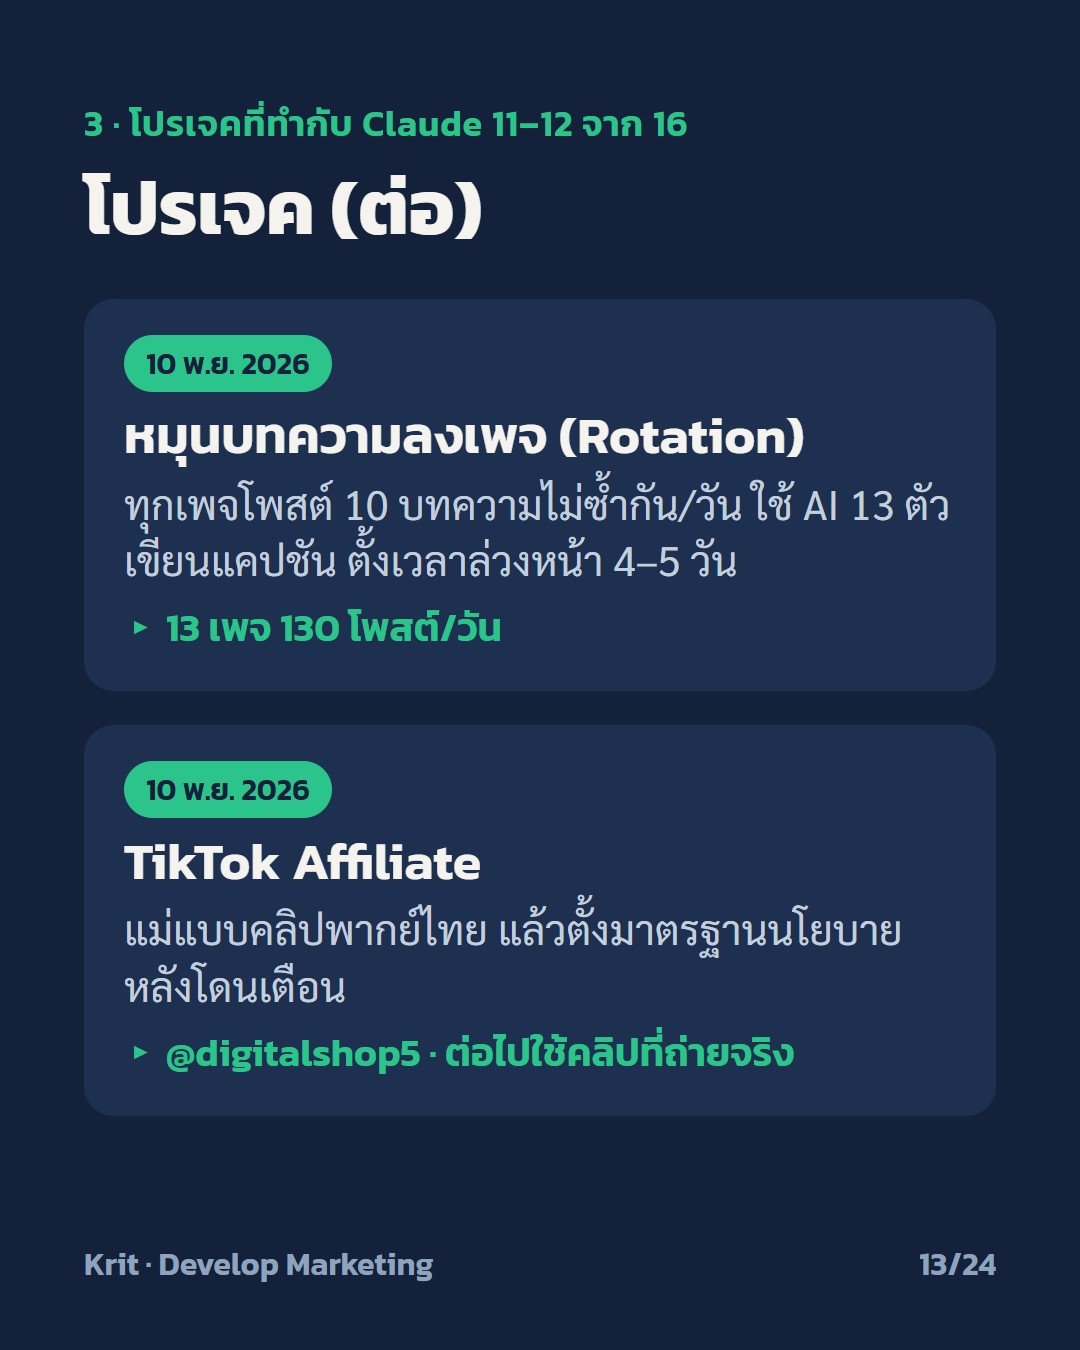 3 · โปรเจคที่ทำกับ Claude 11–12 จาก 16
โปรเจค (ต่อ)
10 พ.ย. 2026
หมุนบทความลงเพจ (Rotation)
ทุกเพจโพสต์ 10 บทความไม่ซ้ำกัน/วัน ใช้ AI 13 ตัว
เขียนแคปชัน ตั้งเวลาล่วงหน้า 4–5 วัน
▸ 13 เพจ 130 โพสต์/วัน
10 พ.ย. 2026
TikTok Affiliate
แม่แบบคลิปพากย์ไทย แล้วตั้งมาตรฐานนโยบาย
หลังโดนเตือน
▸ @digitalshop5 · ต่อไปใช้คลิปที่ถ่ายจริง
Krit · Develop Marketing
13/24